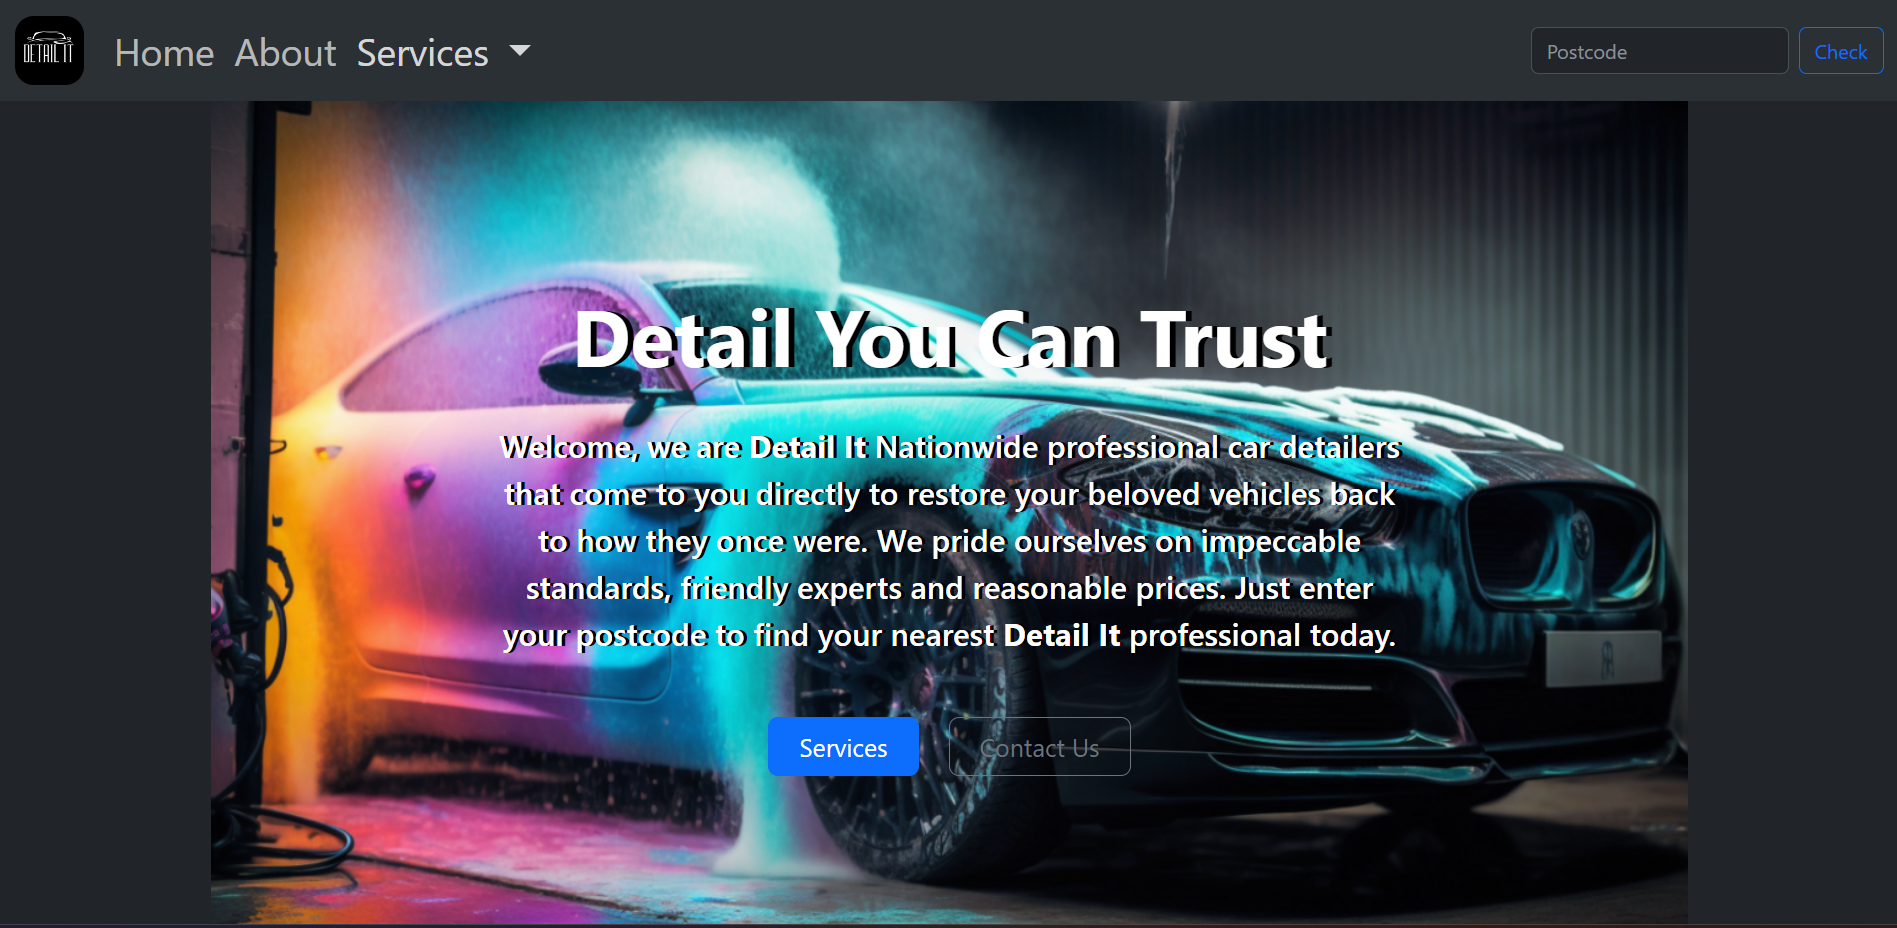 DETAIL IT
Home About Services
Postcode
Check
Detail You Can Trust
Welcome, we are Detail It Nationwide professional car detailers
that come to you directly to restore your beloved vehicles back
to how they once were. We pride ourselves on impeccable
standards, friendly experts and reasonable prices. Just enter
your postcode to find your nearest Detail It professional today.
Services
Contact Us